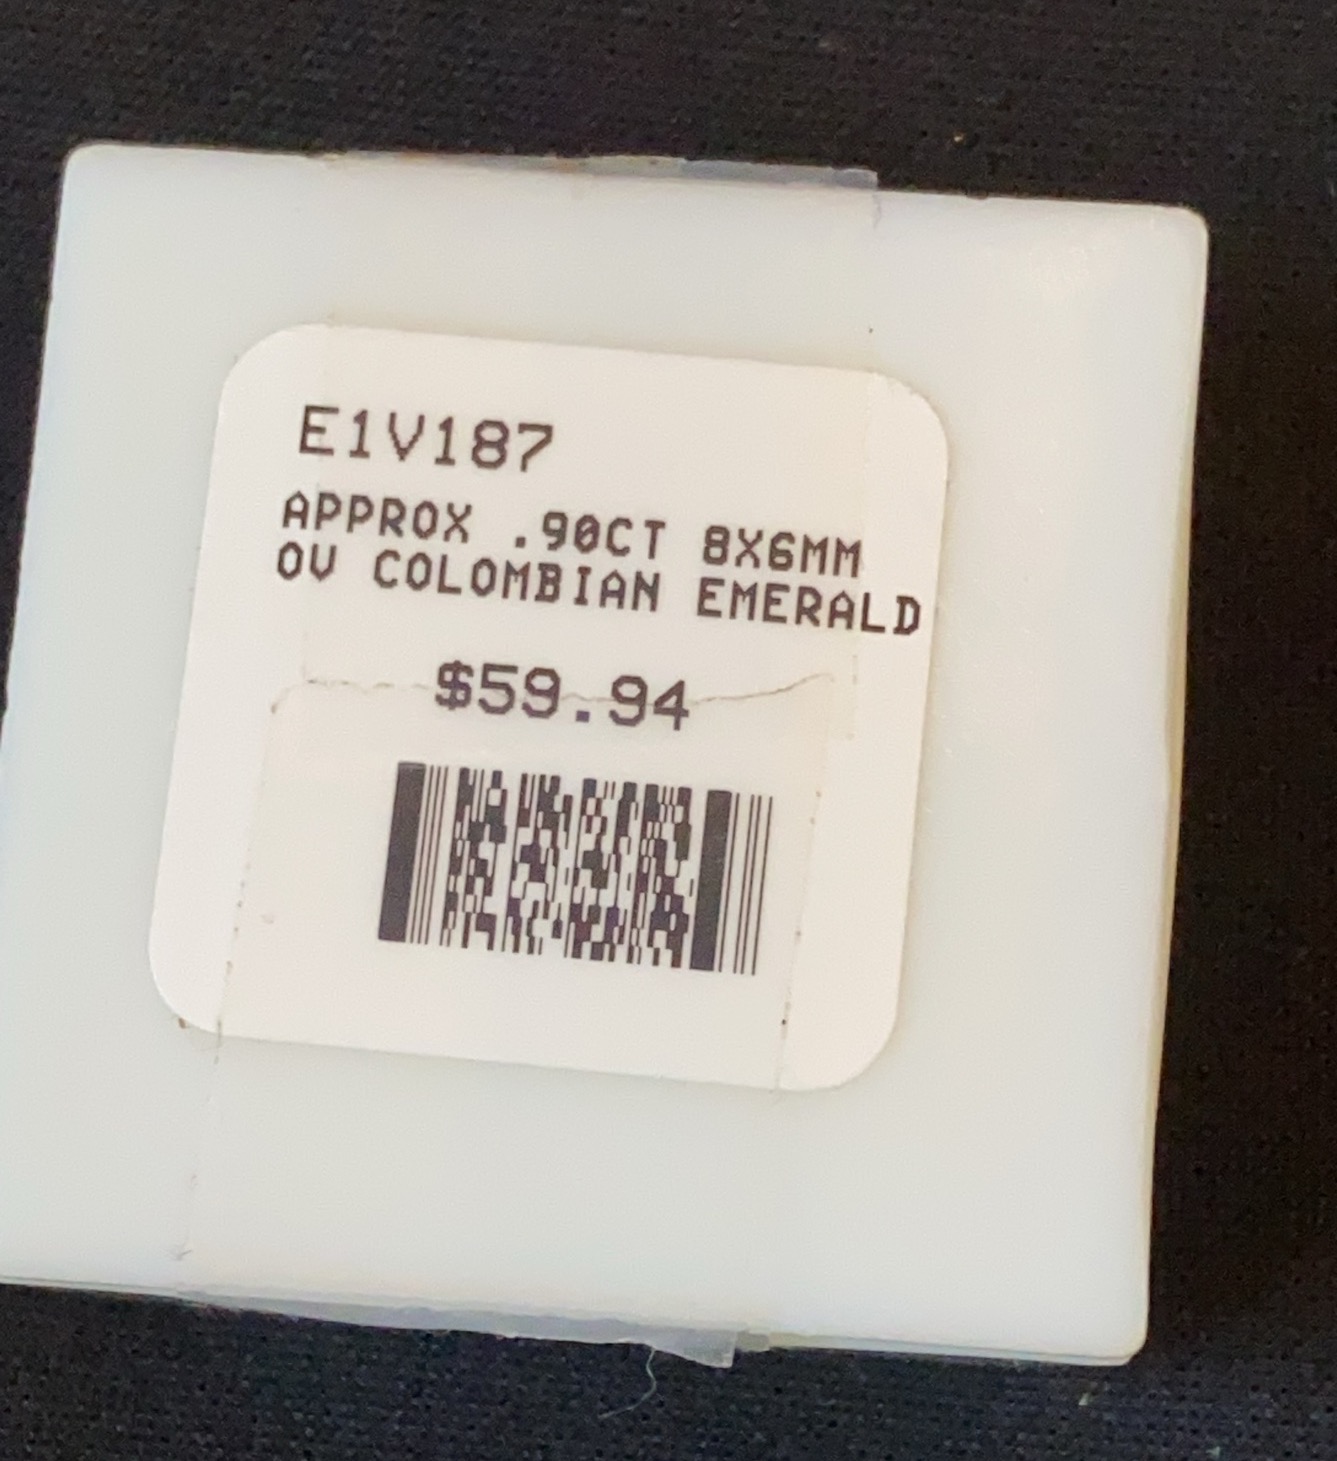 E1V187
APPROX .90CT 8X6MM
OV COLOMBIAN EMERALD
$59.94